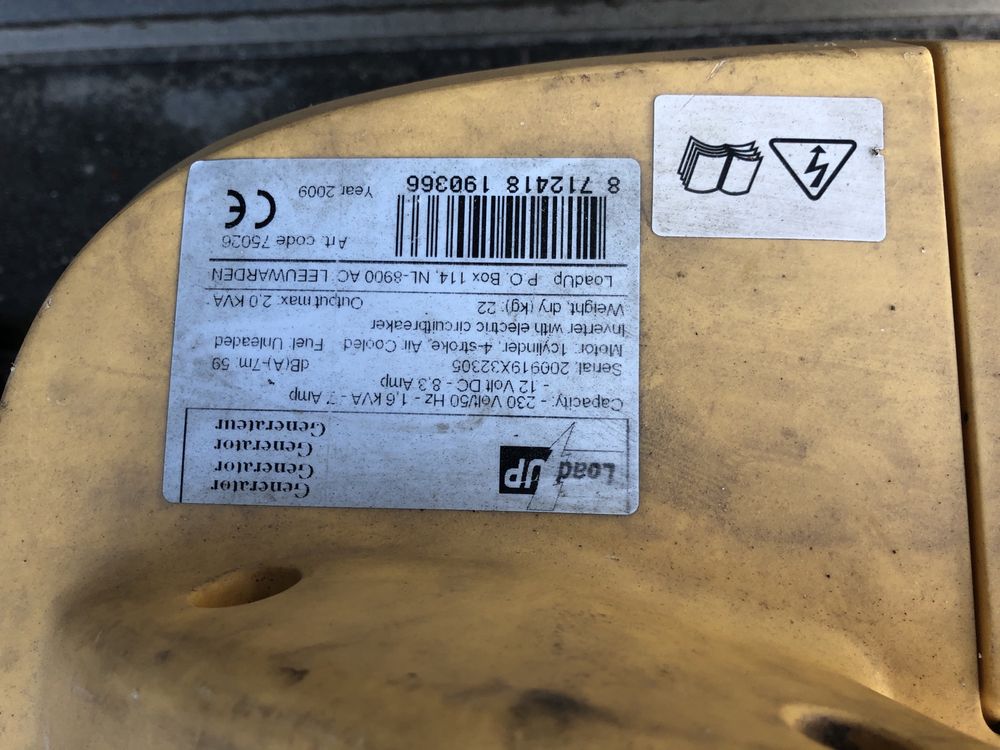 Load UP
Generator
Generator
Generator
Generateur
Capacity: - 230 Volt/50 Hz - 1,6 KVA - 7 Amp
- 12 Volt DC - 8,3 Amp
Serial. 200919X32305 dB(A)-7m. 59
Motor: 1cylinder, 4-stroke, Air Cooled Fuel: Unleaded
Inverter with electric circuitbreaker
Weight, dry (kg): 22 Output max. 2,0 KVA
LoadUp P.O. Box 114, NL-8900 AC LEEUWARDEN
Art. code 75026
CE Year 2009
8 712418 190366